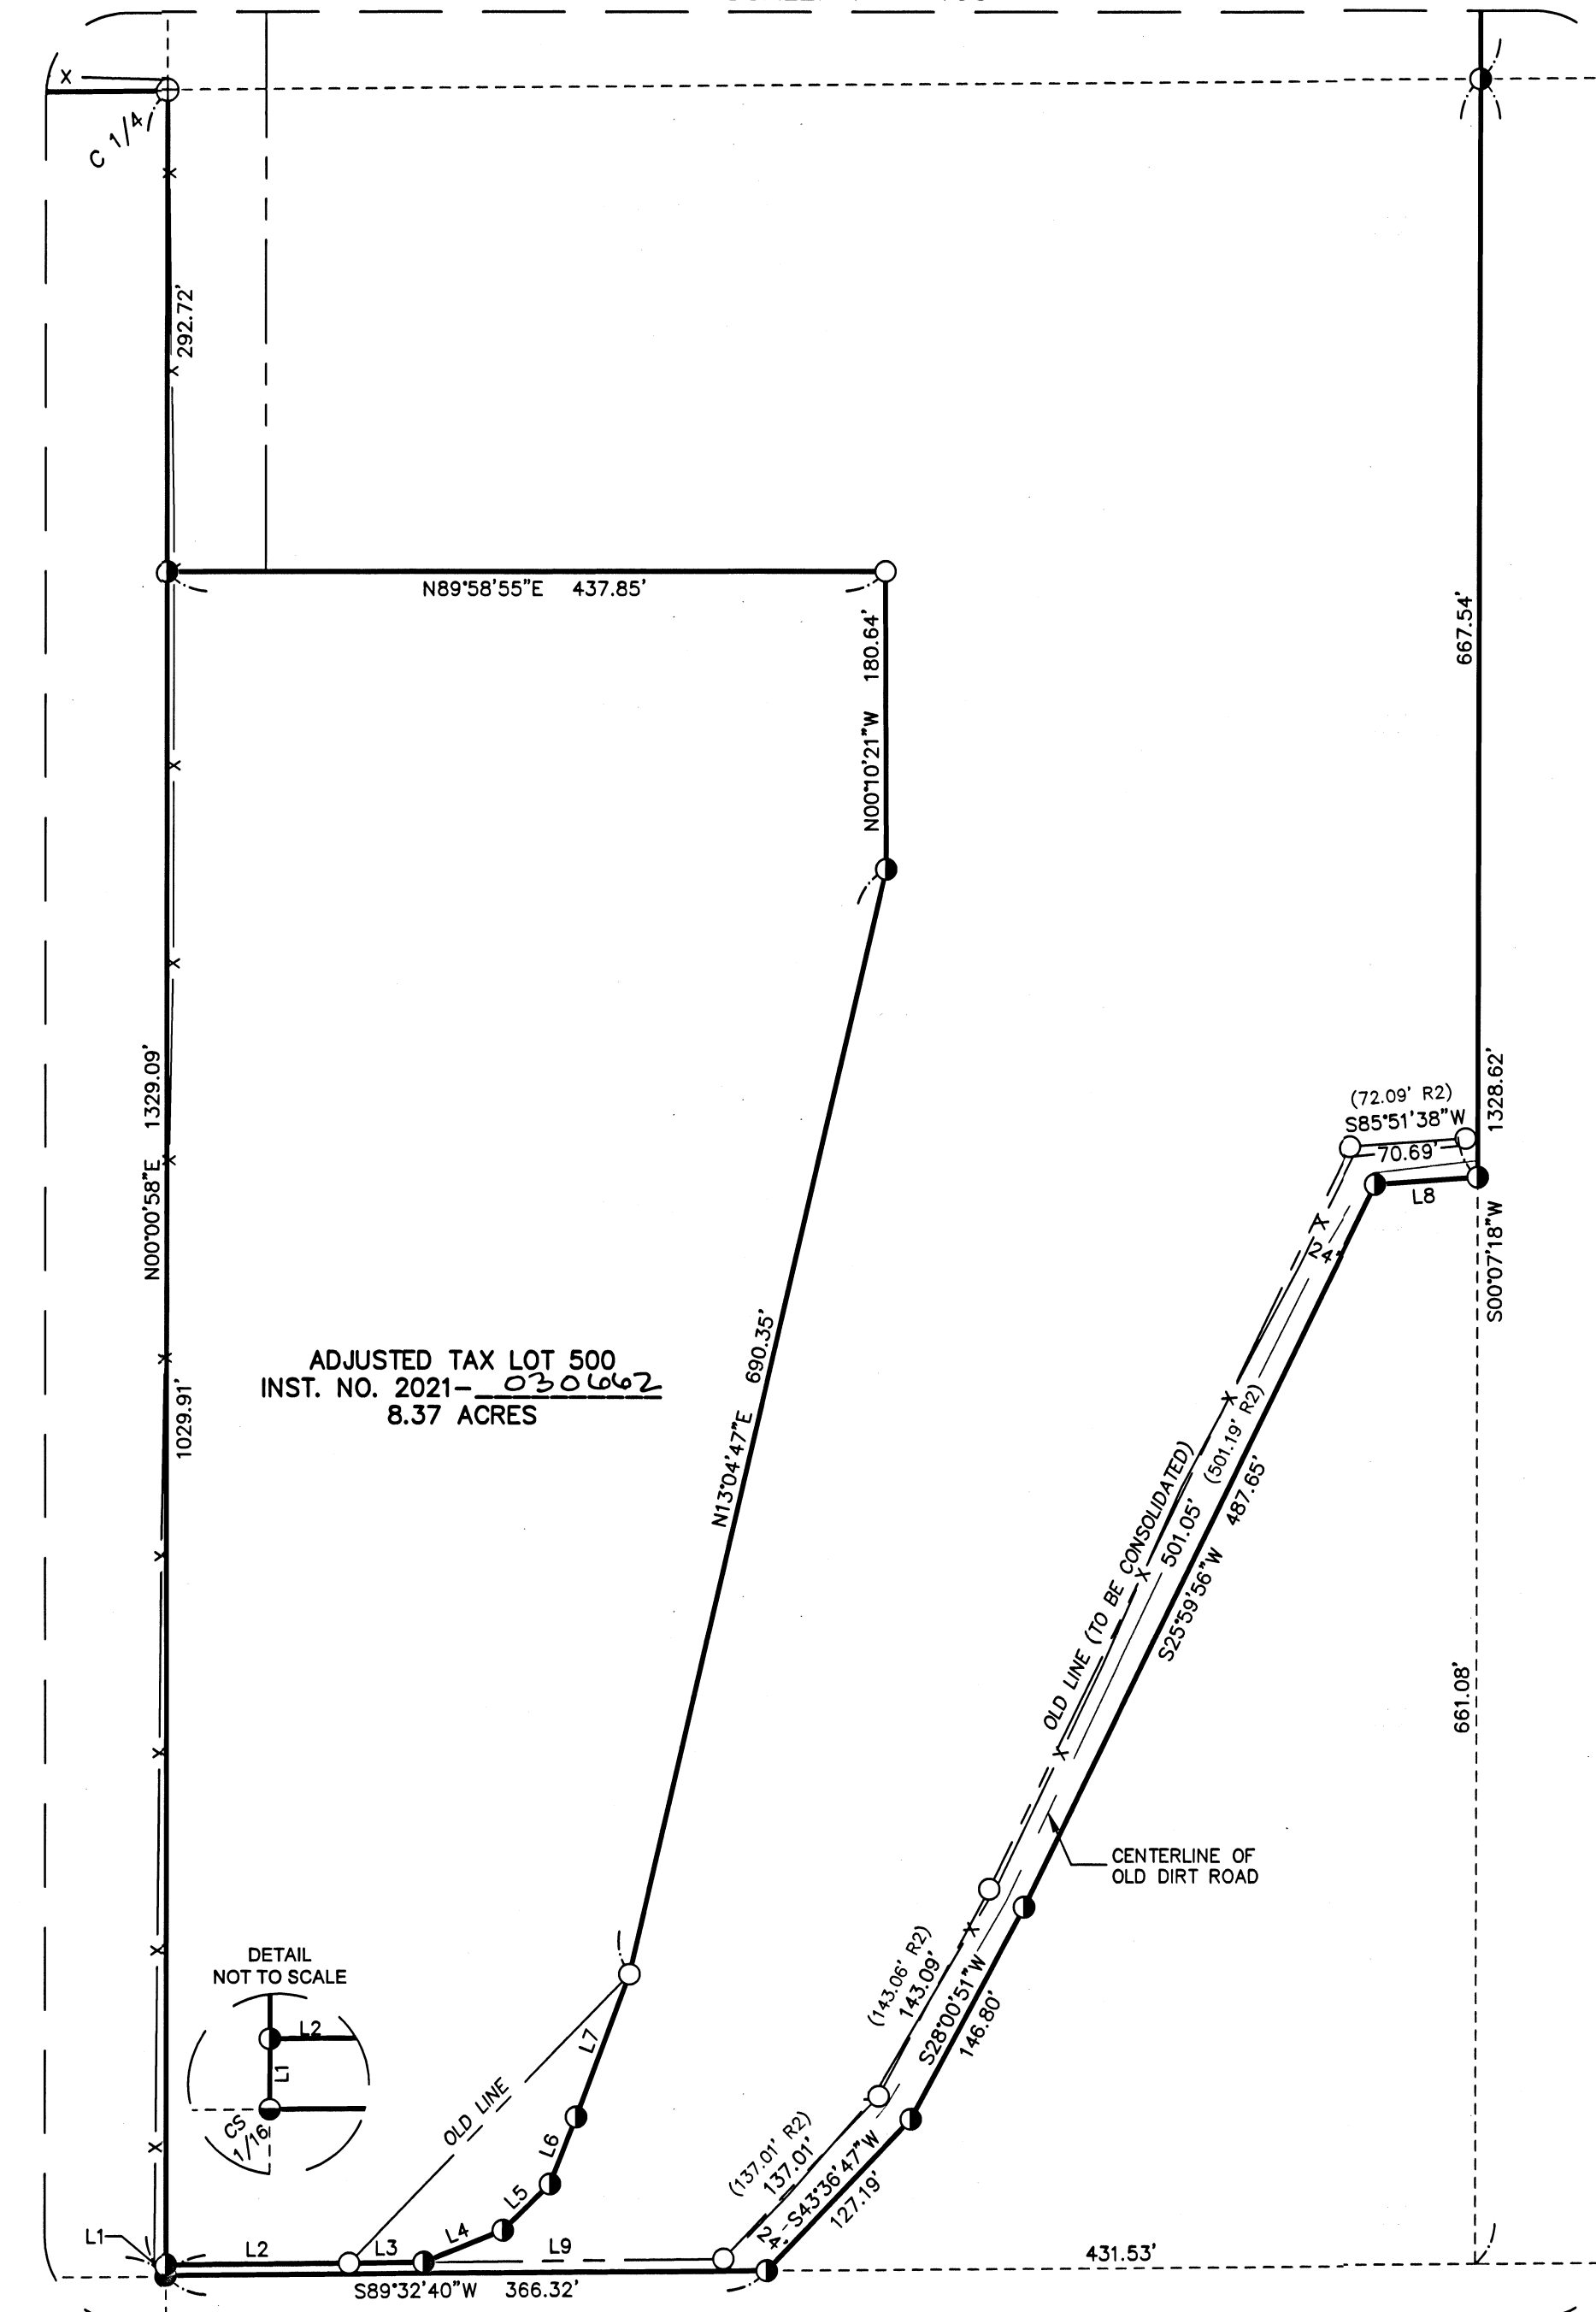 X
C 1/4
292.72'
N89°58'55"E 437.85'
180.64'
N00°10'21"W
667.54'
N00°00'58"E 1329.09'
1029.91'
1328.62'
S00°07'18"W
(72.09' R2)
S85°51'38"W
70.69'
L8
24'
ADJUSTED TAX LOT 500
INST. NO. 2021-030662
8.37 ACRES
N13°04'47"E 690.35'
OLD LINE (TO BE CONSOLIDATED)
501.05' (501.19' R2)
S25°59'56"W 487.65'
661.08'
CENTERLINE OF
OLD DIRT ROAD
(143.06' R2)
143.09'
S28°00'51"W
146.80'
DETAIL
NOT TO SCALE
L2
L1
CS
1/16
OLD LINE
L7
L6
L5
L4
(137.01' R2)
137.01'
24'
S43°36'47"W
127.19'
L1
L2
L3
L9
431.53'
S89°32'40"W 366.32'